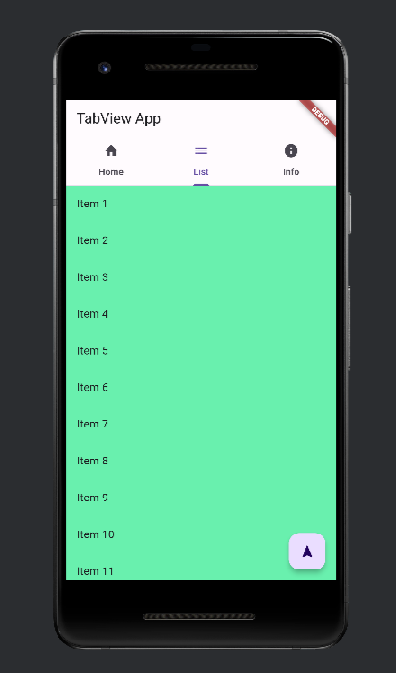 TabView App
DEBUG
Home
List
Info
Item 1
Item 2
Item 3
Item 4
Item 5
Item 6
Item 7
Item 8
Item 9
Item 10
Item 11